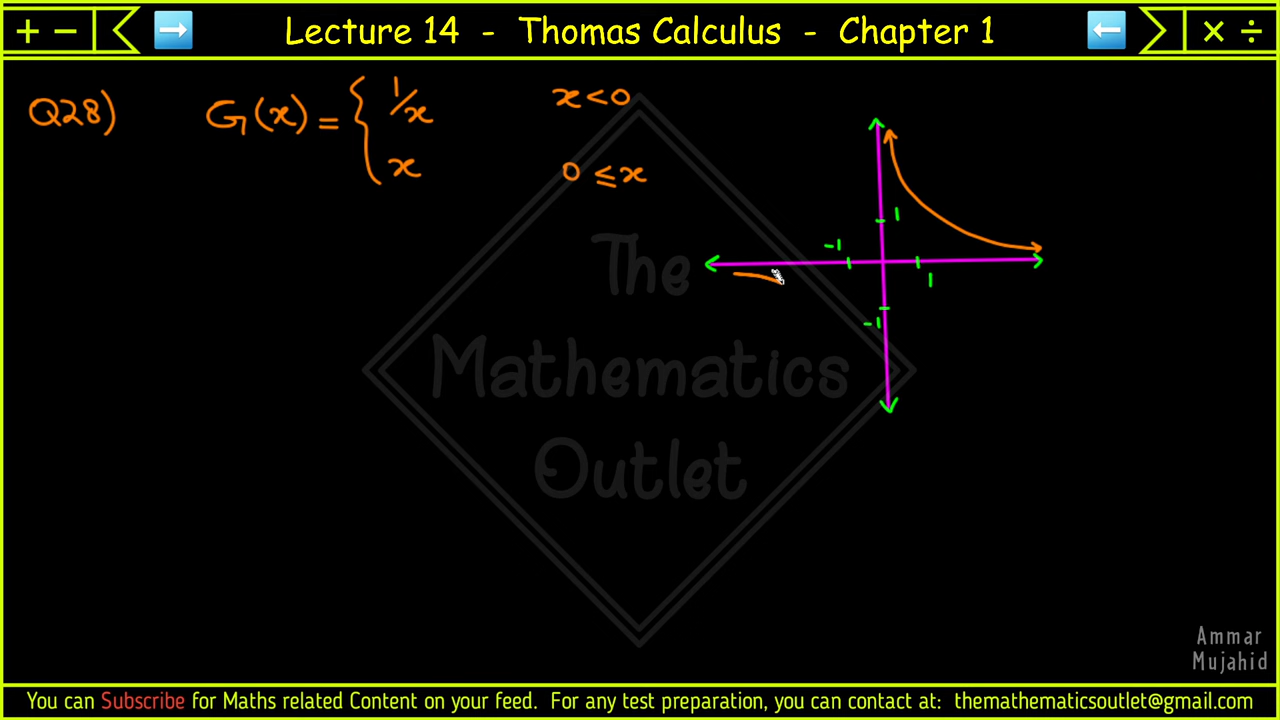 + − Lecture 14 - Thomas Calculus - Chapter 1 × ÷
Q28) G(x) = { 1/x x < 0
x 0 ≤ x
1
-1
1
-1
The
Mathematics
Outlet
Ammar
Mujahid
You can Subscribe for Maths related Content on your feed. For any test preparation, you can contact at: themathematicsoutlet@gmail.com